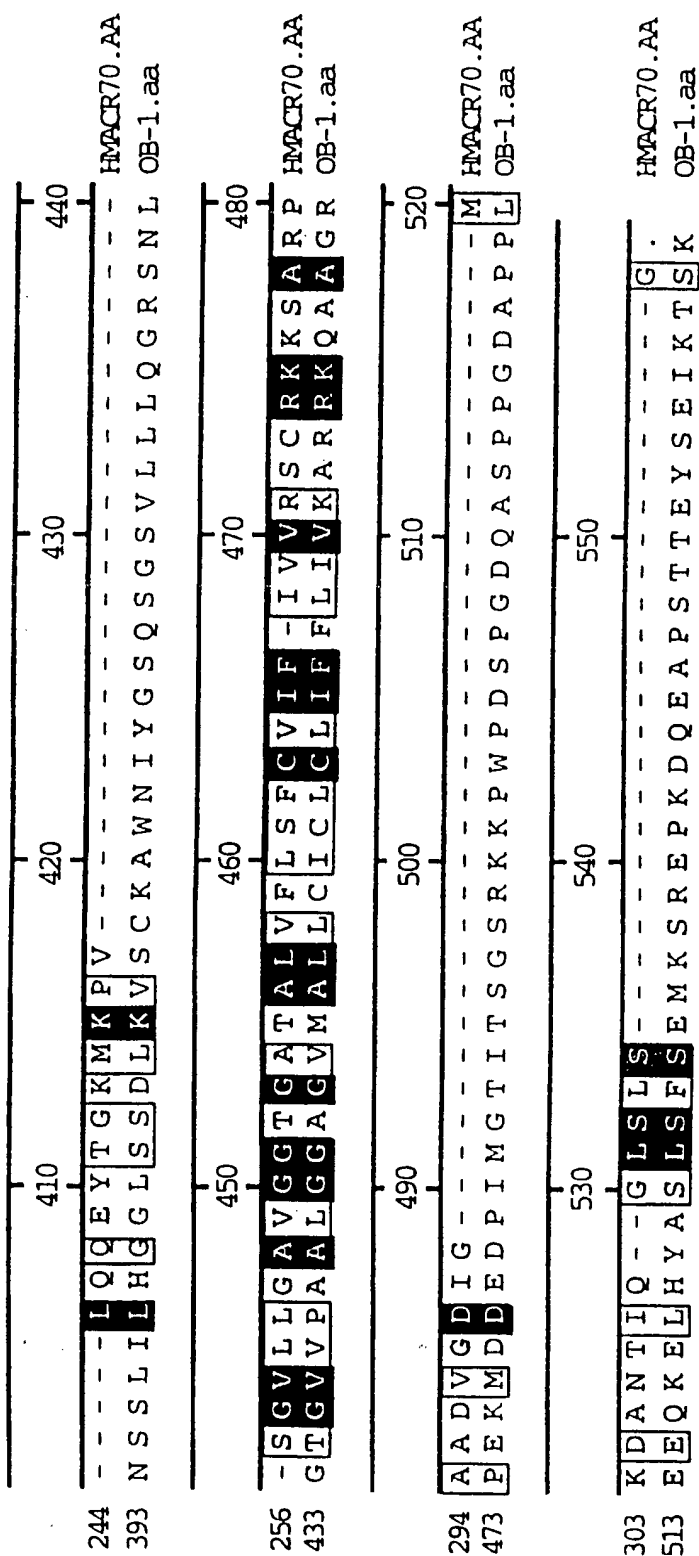 410 420 430 440
244 - - - - - L Q Q E Y T G K M K P V - - - - - - - - - - - - - - - - - - - - - - - HMACR70.AA
393 N S S L I L H G G L S S D L K V S C K A W N I Y G S Q S G S V L L L Q G R S N L OB-1.aa
450 460 470 480
256 - S G V L L G A V G G T G A T A L V F L S F C V I F - I V V R S C R K K S A R P HMACR70.AA
433 G T G V V P A A L G G A G V M A L L C I C L C L I F F L I V K A R R K Q A A G R OB-1.aa
490 500 510 520
294 A A D V G D I G - - - - - - - - - - - - - - - - - - - - - - - - - - - - - - - M HMACR70.AA
473 P E K M D D E D P I M G T I T S G S R K K P W P D S P G D Q A S P P G D A P P L OB-1.aa
530 540 550
303 K D A N T I Q - - G L S L S - - - - - - - - - - - - - - - - - - - - - - - G . HMACR70.AA
513 E E Q K E L H Y A S L S F S E M K S R E P K D Q E A P S T T E Y S E I K T S K OB-1.aa